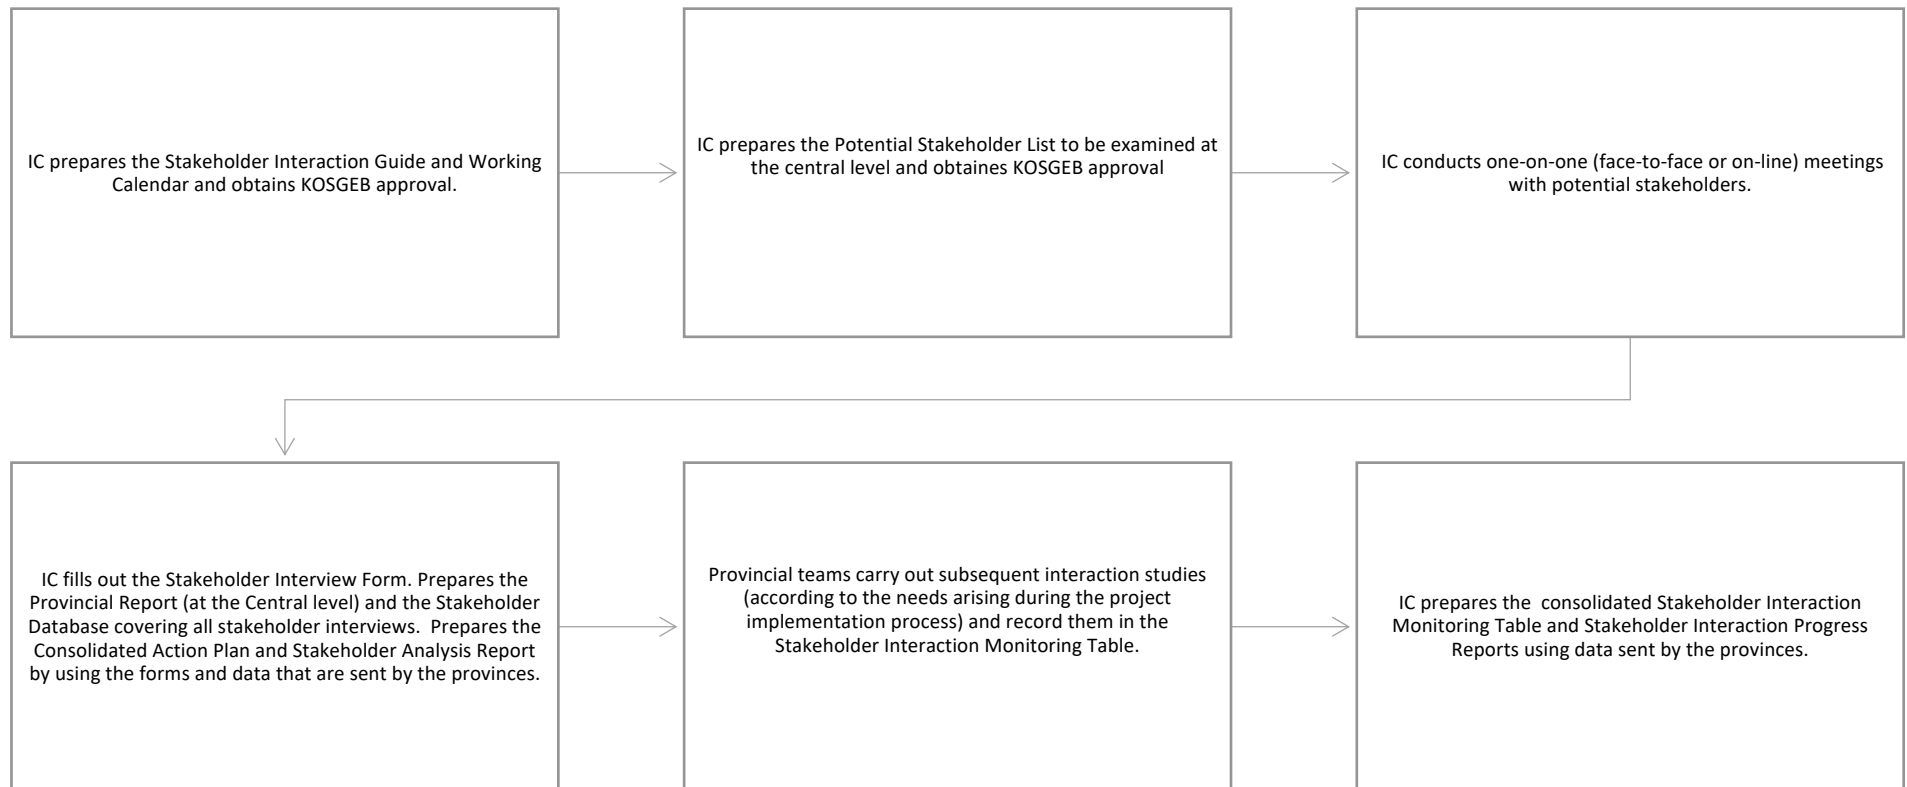 IC prepares the Stakeholder Interaction Guide and Working
Calendar and obtains KOSGEB approval.
IC prepares the Potential Stakeholder List to be examined at
the central level and obtaines KOSGEB approval
IC conducts one-on-one (face-to-face or on-line) meetings
with potential stakeholders.
IC fills out the Stakeholder Interview Form. Prepares the
Provincial Report (at the Central level) and the Stakeholder
Database covering all stakeholder interviews.  Prepares the
Consolidated Action Plan and Stakeholder Analysis Report
by using the forms and data that are sent by the provinces.
Provincial teams carry out subsequent interaction studies
(according to the needs arising during the project
implementation process) and record them in the
Stakeholder Interaction Monitoring Table.
IC prepares the  consolidated Stakeholder Interaction
Monitoring Table and Stakeholder Interaction Progress
Reports using data sent by the provinces.